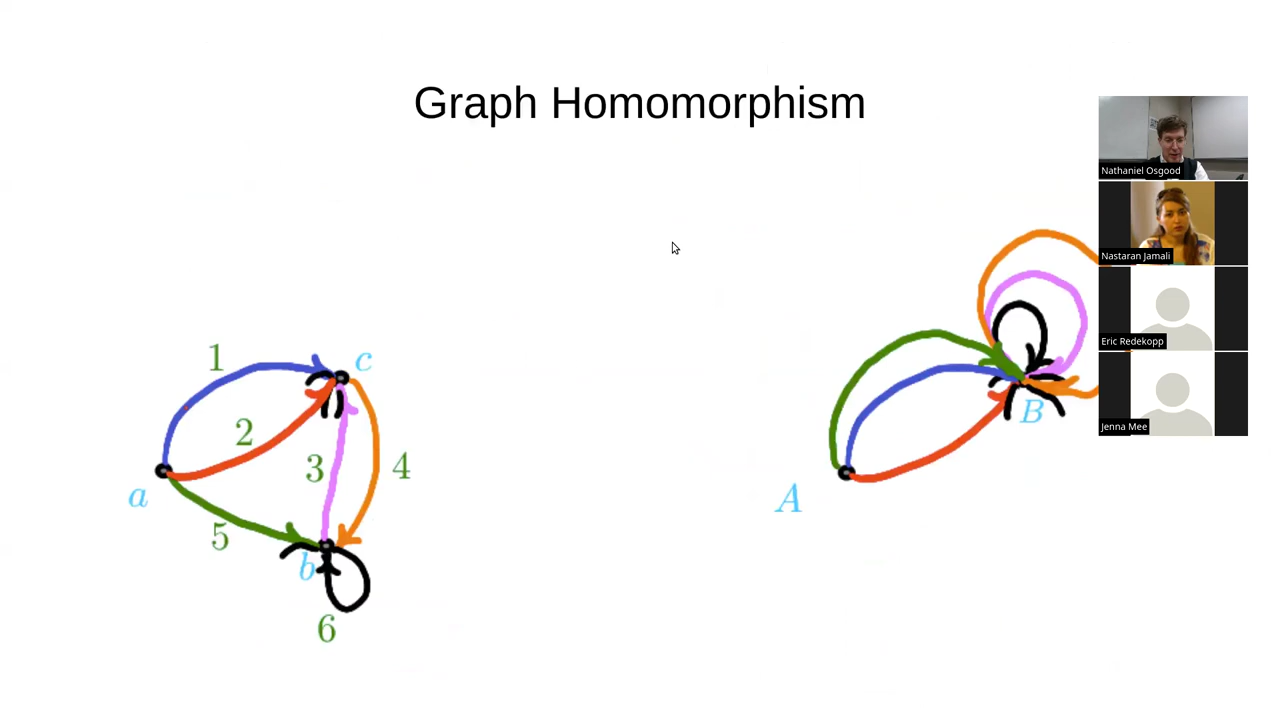 Graph Homomorphism
Nathaniel Osgood
Nastaran Jamali
Eric Redekopp
Jenna Mee
1
c
2
3
4
a
5
b
6
B
A